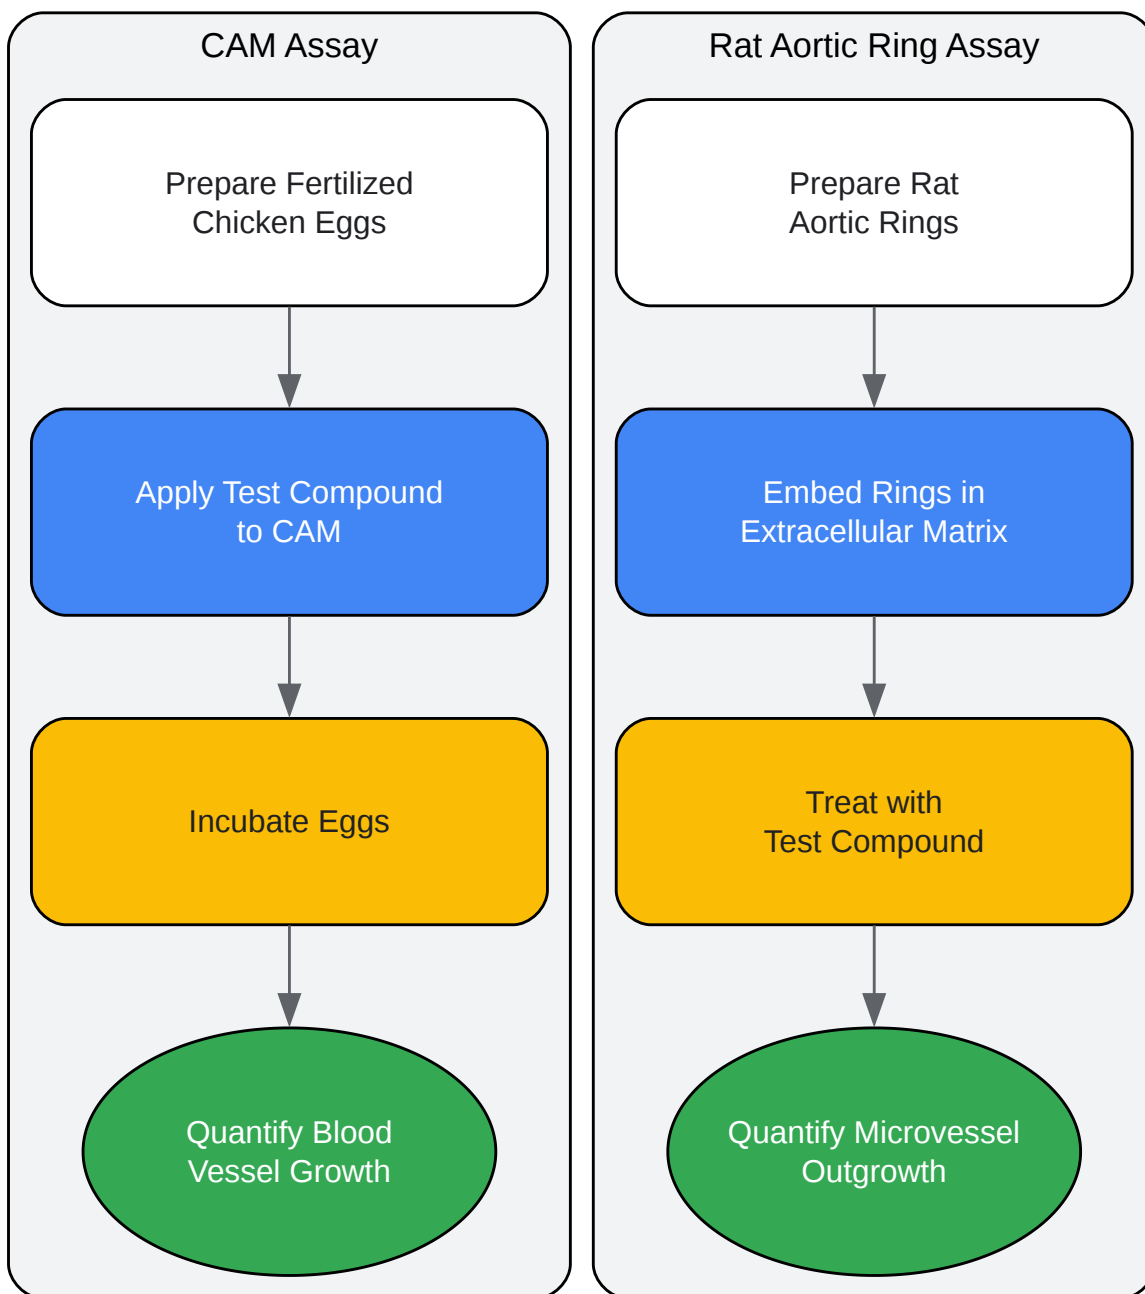 CAM Assay
Prepare Fertilized
Chicken Eggs
Apply Test Compound
to CAM
Incubate Eggs
Quantify Blood
Vessel Growth
Rat Aortic Ring Assay
Prepare Rat
Aortic Rings
Embed Rings in
Extracellular Matrix
Treat with
Test Compound
Quantify Microvessel
Outgrowth